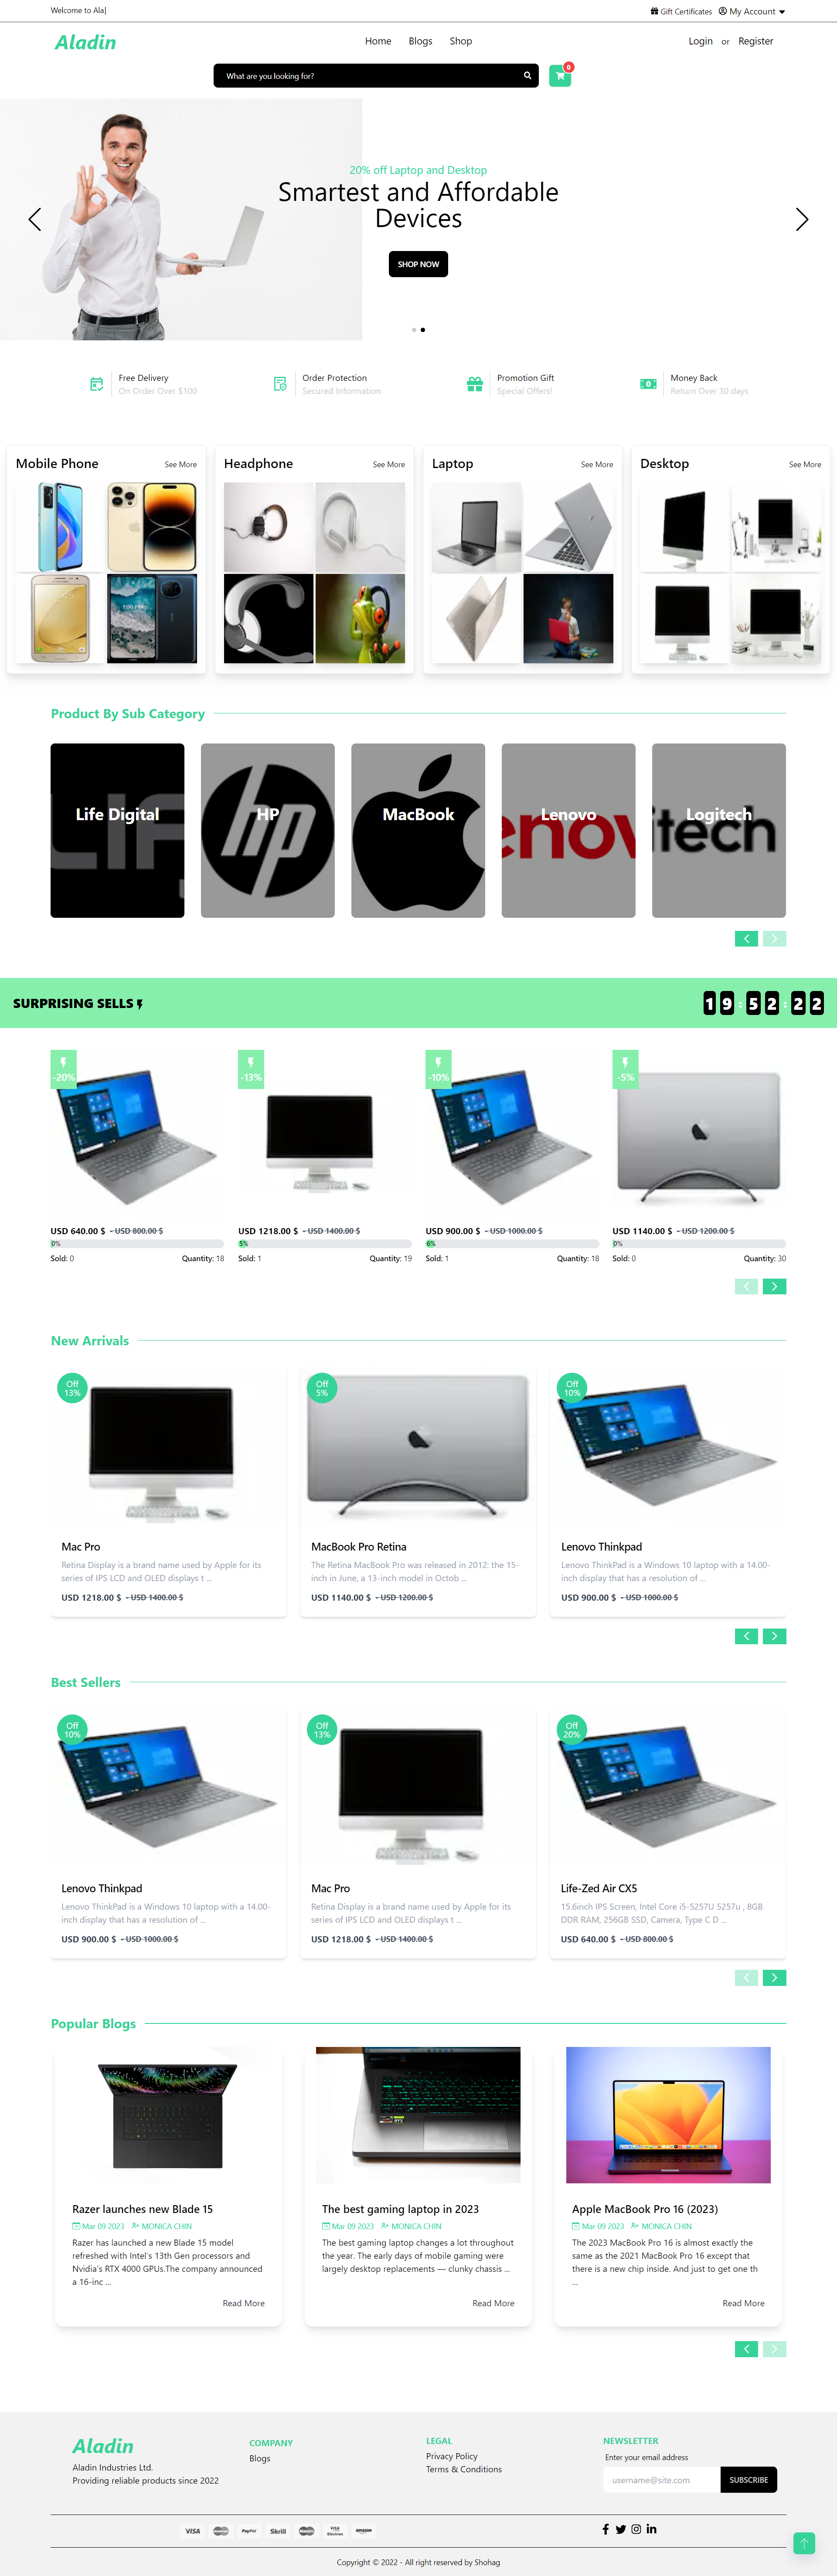 Welcome to Ala|
Gift Certificates
My Account
Aladin
Home
Blogs
Shop
Login or Register
What are you looking for?
0
20% off Laptop and Desktop
Smartest and Affordable
Devices
SHOP NOW
Free Delivery
On Order Over $100
Order Protection
Secured Information
Promotion Gift
Special Offers!
Money Back
Return Over 30 days
Mobile Phone
See More
Headphone
See More
Laptop
See More
Desktop
See More
Product By Sub Category
Life Digital
HP
MacBook
Lenovo
Logitech
SURPRISING SELLS
19:52:22
-20%
USD 640.00 $ - USD 800.00 $
0%
Sold: 0 Quantity: 18
-13%
USD 1218.00 $ - USD 1400.00 $
5%
Sold: 1 Quantity: 19
-10%
USD 900.00 $ - USD 1000.00 $
6%
Sold: 1 Quantity: 18
-5%
USD 1140.00 $ - USD 1200.00 $
0%
Sold: 0 Quantity: 30
New Arrivals
Off
13%
Mac Pro
Retina Display is a brand name used by Apple for its
series of IPS LCD and OLED displays t ...
USD 1218.00 $ - USD 1400.00 $
Off
5%
MacBook Pro Retina
The Retina MacBook Pro was released in 2012: the 15-
inch in June, a 13-inch model in Octob ...
USD 1140.00 $ - USD 1200.00 $
Off
10%
Lenovo Thinkpad
Lenovo ThinkPad is a Windows 10 laptop with a 14.00-
inch display that has a resolution of ...
USD 900.00 $ - USD 1000.00 $
Best Sellers
Off
10%
Lenovo Thinkpad
Lenovo ThinkPad is a Windows 10 laptop with a 14.00-
inch display that has a resolution of ...
USD 900.00 $ - USD 1000.00 $
Off
13%
Mac Pro
Retina Display is a brand name used by Apple for its
series of IPS LCD and OLED displays t ...
USD 1218.00 $ - USD 1400.00 $
Off
20%
Life-Zed Air CX5
15.6inch IPS Screen, Intel Core i5-5257U 5257u , 8GB
DDR RAM, 256GB SSD, Camera, Type C D ...
USD 640.00 $ - USD 800.00 $
Popular Blogs
Razer launches new Blade 15
Mar 09 2023 MONICA CHIN
Razer has launched a new Blade 15 model
refreshed with Intel's 13th Gen processors and
Nvidia's RTX 4000 GPUs.The company announced
a 16-inc ...
Read More
The best gaming laptop in 2023
Mar 09 2023 MONICA CHIN
The best gaming laptop changes a lot throughout
the year. The early days of mobile gaming were
largely desktop replacements — clunky chassis ...
Read More
Apple MacBook Pro 16 (2023)
Mar 09 2023 MONICA CHIN
The 2023 MacBook Pro 16 is almost exactly the
same as the 2021 MacBook Pro 16 except that
there is a new chip inside. And just to get one th
...
Read More
Aladin
Aladin Industries Ltd.
Providing reliable products since 2022
COMPANY
Blogs
LEGAL
Privacy Policy
Terms & Conditions
NEWSLETTER
Enter your email address
username@site.com
SUBSCRIBE
VISA
PayPal
Skrill
VISA
Electron
amazon
Copyright © 2022 - All right reserved by Shohag